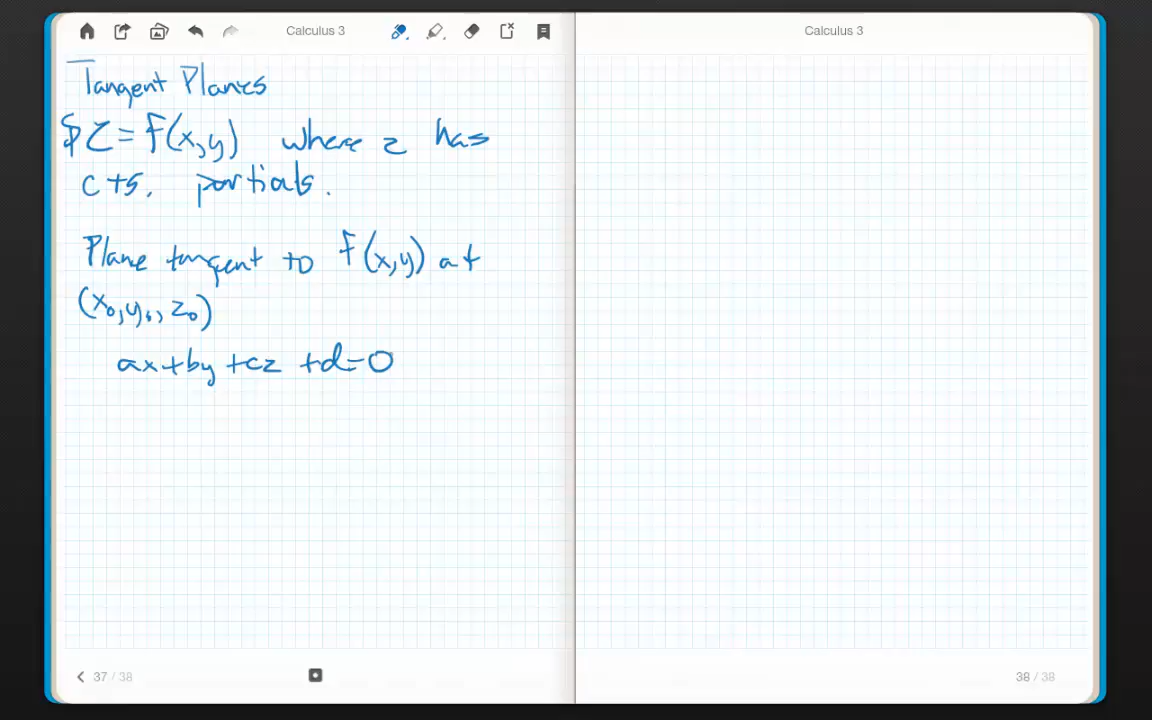 Calculus 3
Tangent Planes
$z=f(x,y) where z has
cts. partials.
Plane tangent to f(x,y) at
(x₀,y₀,z₀)
ax+by+cz+d=0
37 / 38
Calculus 3
38 / 38